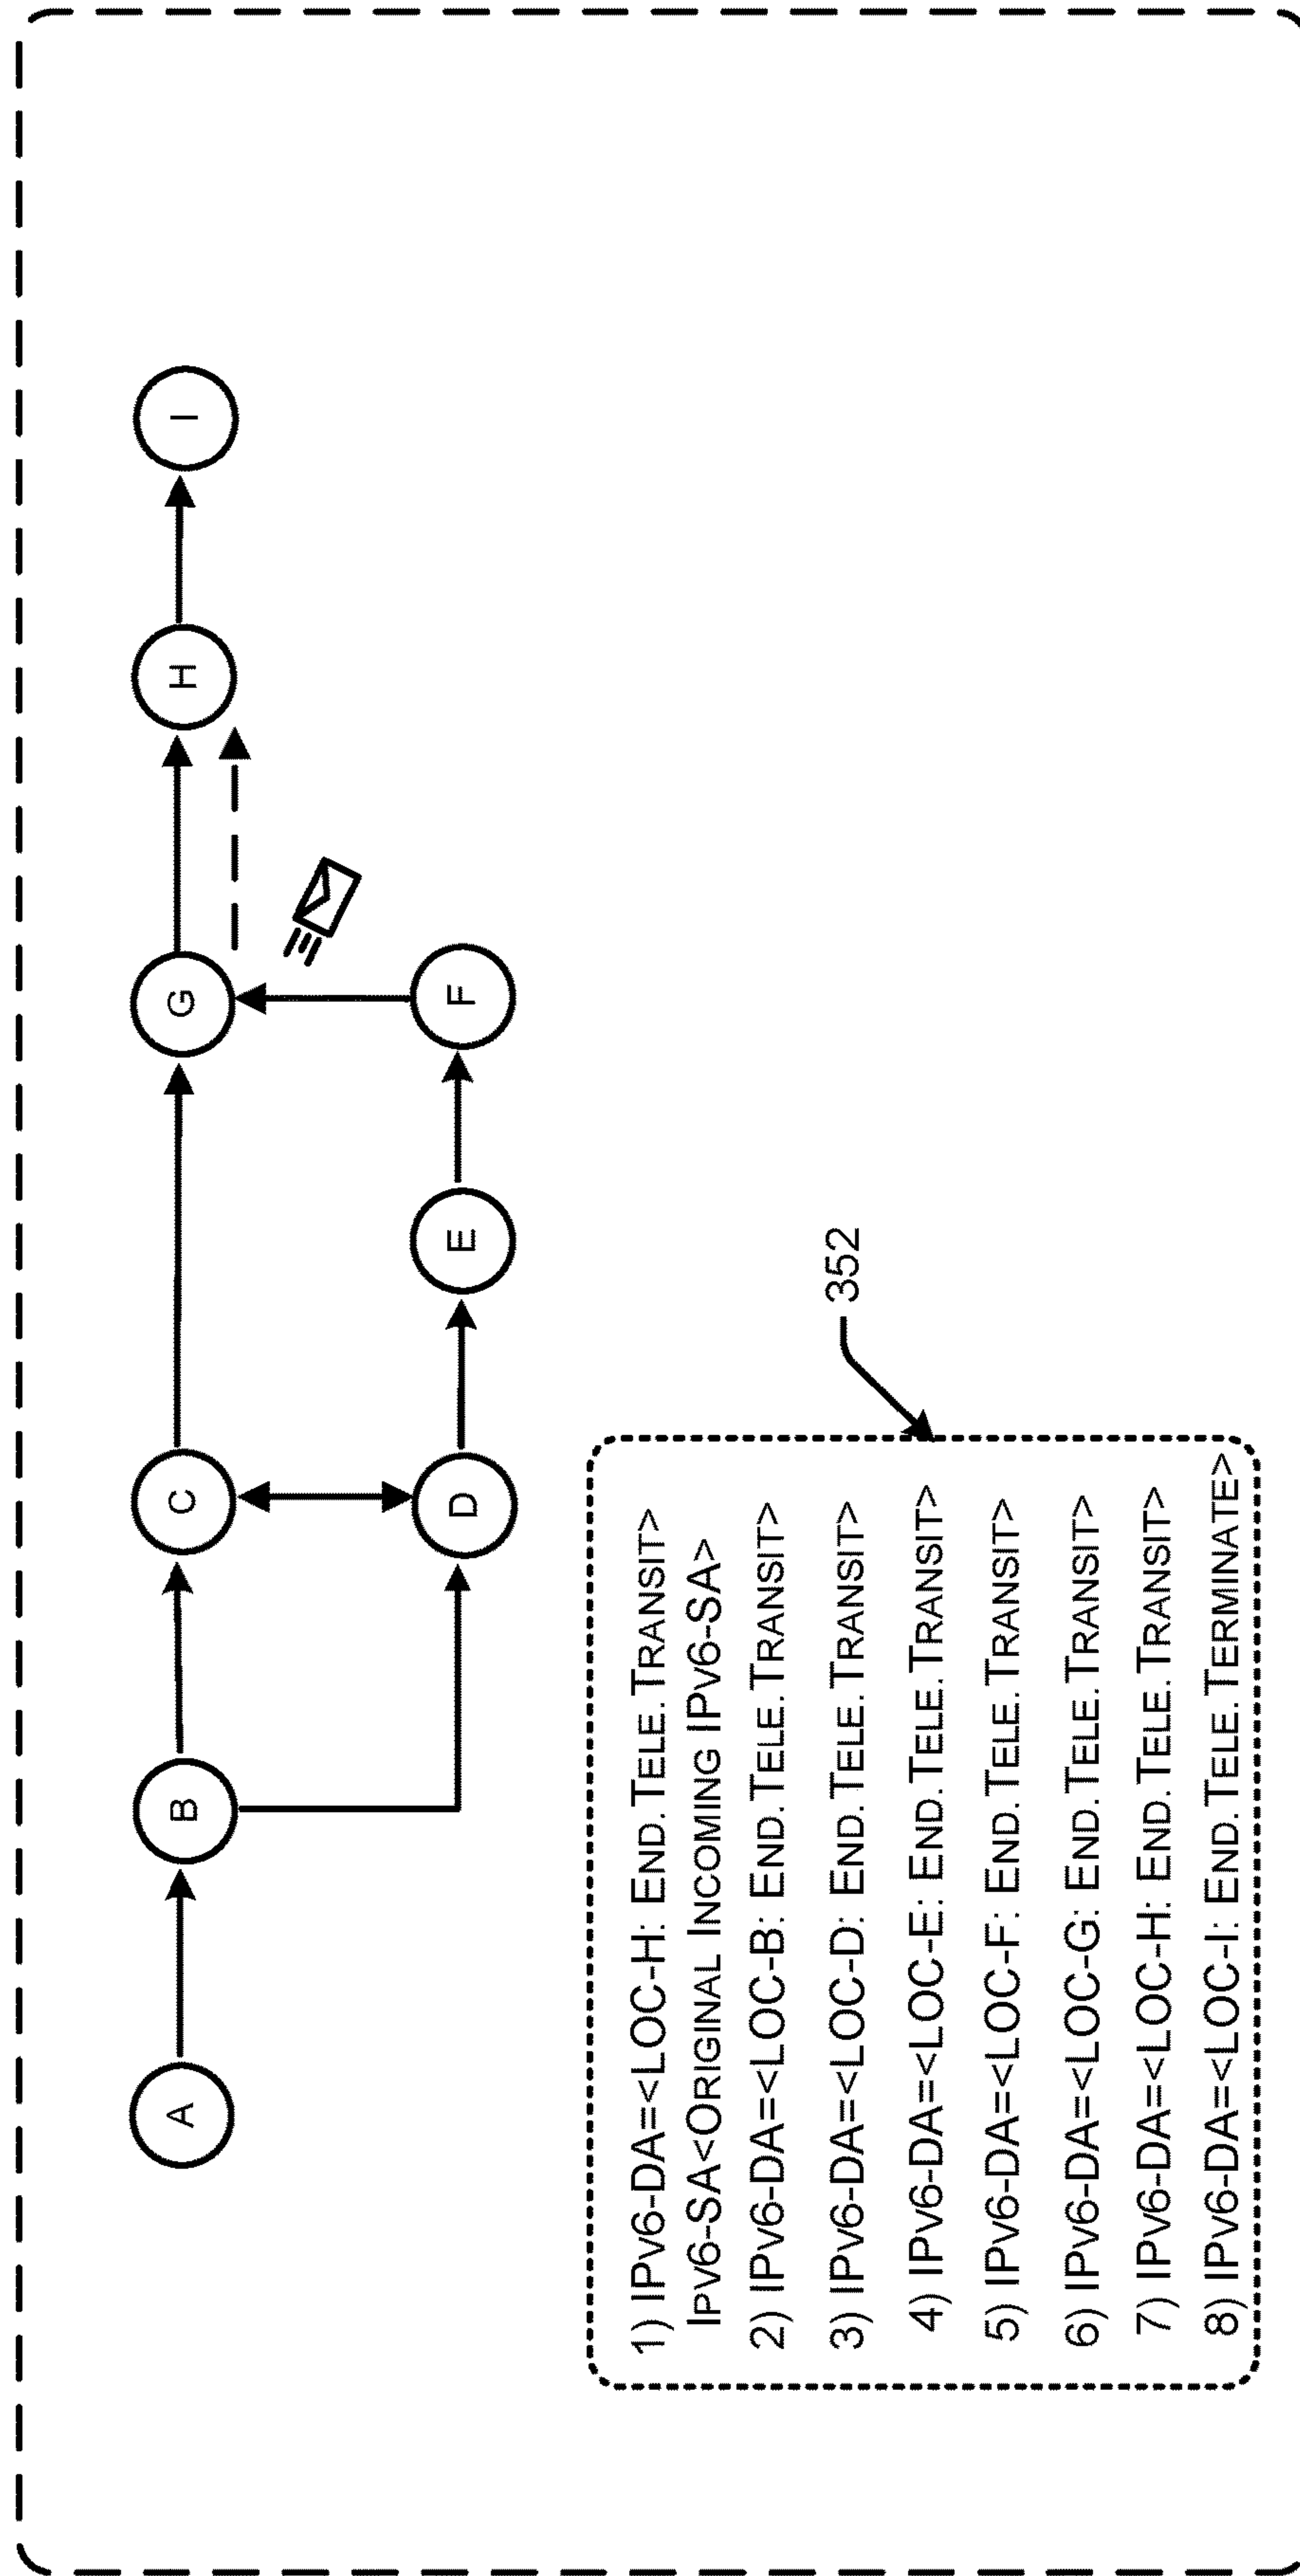 A
B
C
G
H
I
D
E
F
352
1) IPv6-DA=<LOC-H: END.TELE.TRANSIT>
IPv6-SA<ORIGINAL INCOMING IPv6-SA>
2) IPv6-DA=<LOC-B: END.TELE.TRANSIT>
3) IPv6-DA=<LOC-D: END.TELE.TRANSIT>
4) IPv6-DA=<LOC-E: END.TELE.TRANSIT>
5) IPv6-DA=<LOC-F: END.TELE.TRANSIT>
6) IPv6-DA=<LOC-G: END.TELE.TRANSIT>
7) IPv6-DA=<LOC-H: END.TELE.TRANSIT>
8) IPv6-DA=<LOC-I: END.TELE.TERMINATE>